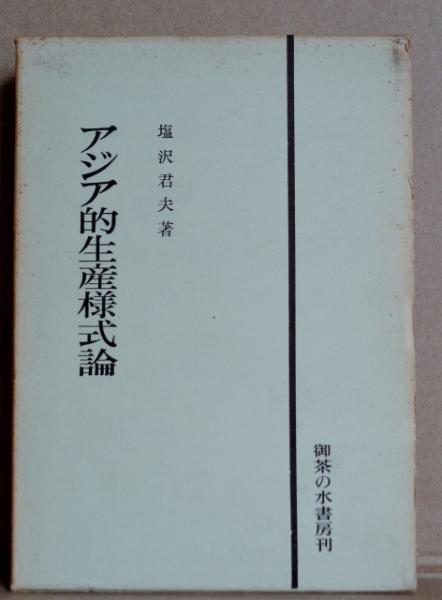 御茶の水書房刊
塩沢君夫著
アジア的生産様式論